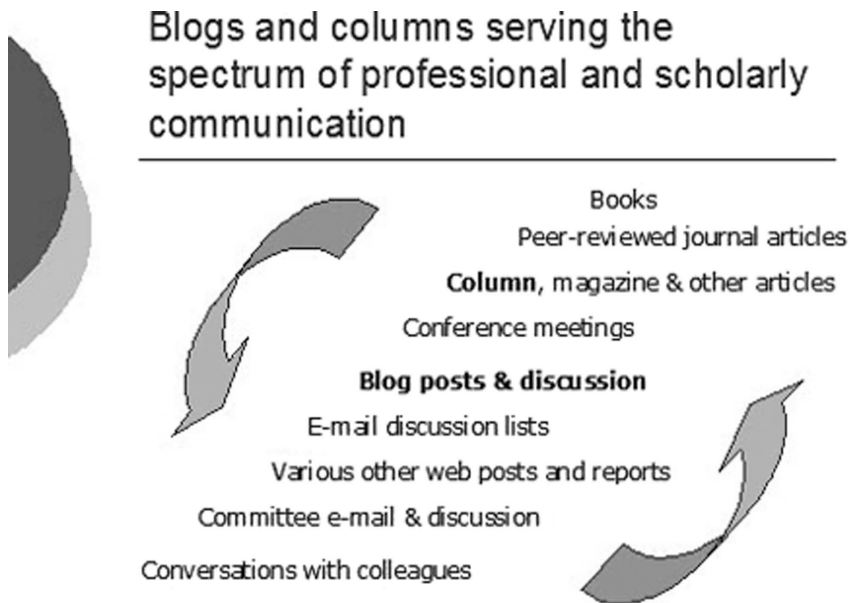 Blogs and columns serving the
spectrum of professional and scholarly
communication
Books
Peer-reviewed journal articles
Column, magazine & other articles
Conference meetings
Blog posts & discussion
E-mail discussion lists
Various other web posts and reports
Committee e-mail & discussion
Conversations with colleagues